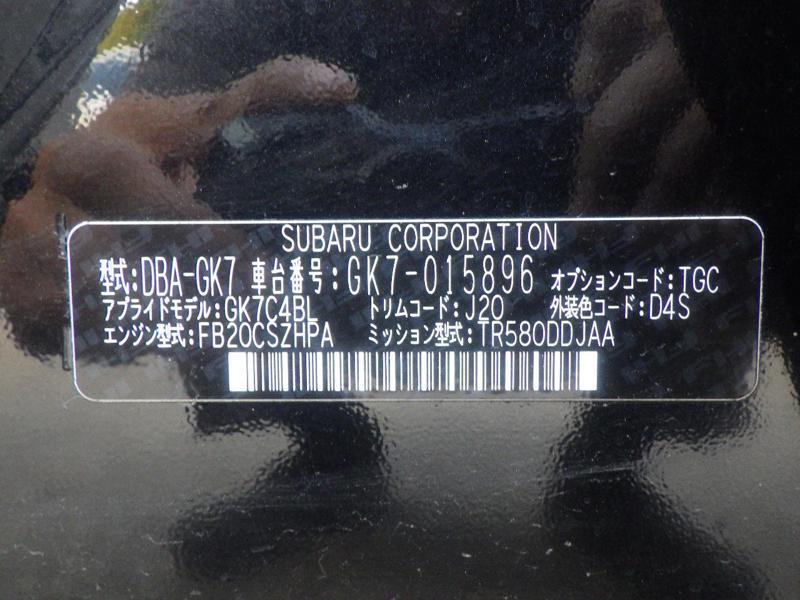 SUBARU CORPORATION
型式:DBA-GK7 車台番号:GK7-015896 オプションコード:TGC
アプライドモデル:GK7C4BL トリムコード:J20 外装色コード:D4S
エンジン型式:FB20CSZHPA ミッション型式:TR580DDJAA